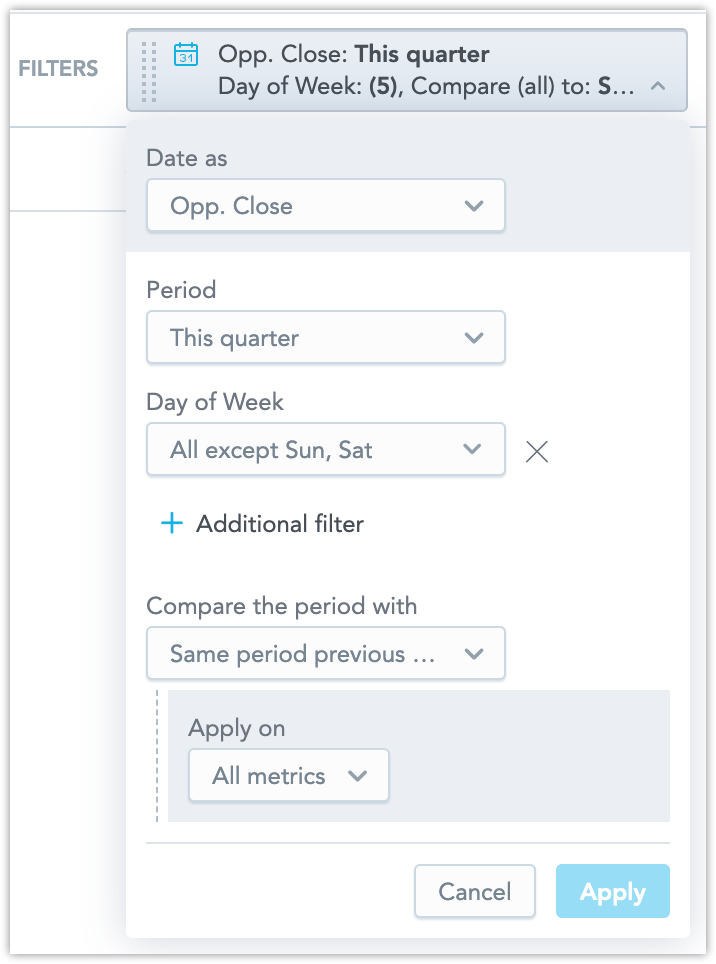 FILTERS
31
Opp. Close: This quarter
Day of Week: (5), Compare (all) to: S...
Date as
Opp. Close
Period
This quarter
Day of Week
All except Sun, Sat
Additional filter
Compare the period with
Same period previous ...
Apply on
All metrics
Cancel
Apply